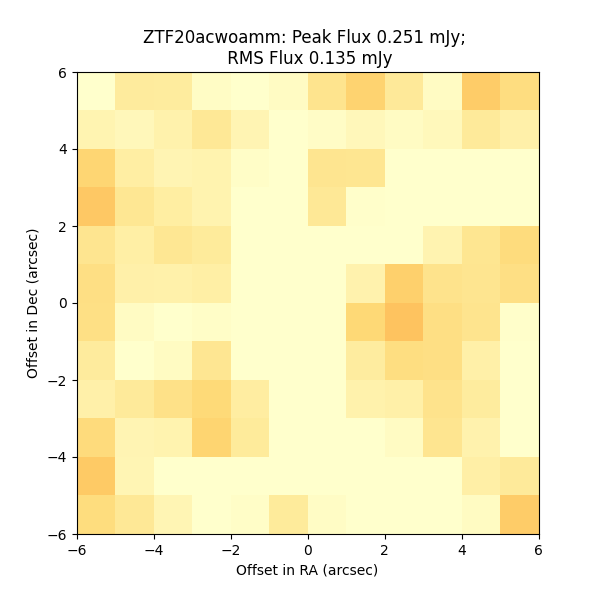 ZTF20acwoamm: Peak Flux 0.251 mJy;
RMS Flux 0.135 mJy
6
4
2
0
−2
−4
−6
Offset in Dec (arcsec)
−6 −4 −2 0 2 4 6
Offset in RA (arcsec)